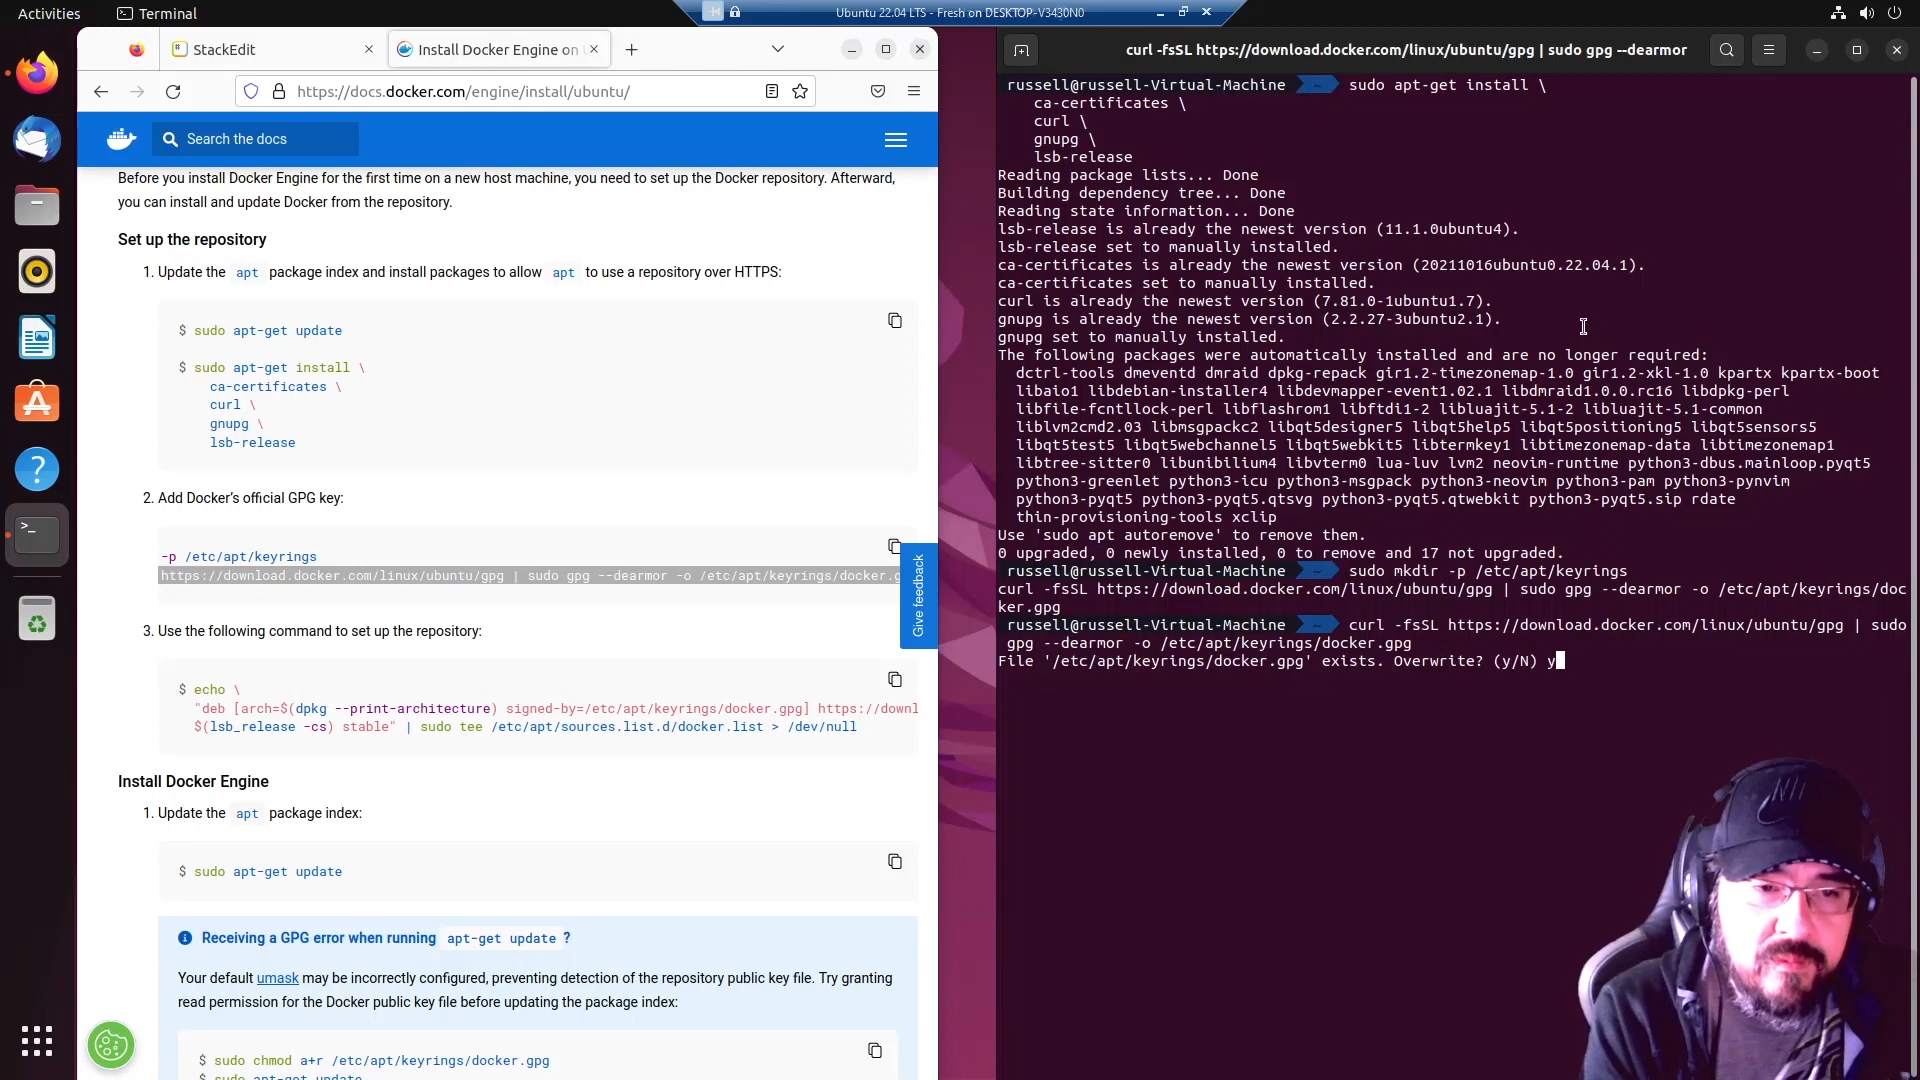 Activities
Terminal
Ubuntu 22.04 LTS - Fresh on DESKTOP-V3430N0
StackEdit
Install Docker Engine on
https://docs.docker.com/engine/install/ubuntu/
Search the docs
Before you install Docker Engine for the first time on a new host machine, you need to set up the Docker repository. Afterward,
you can install and update Docker from the repository.
Set up the repository
1. Update the apt package index and install packages to allow apt to use a repository over HTTPS:
$ sudo apt-get update
$ sudo apt-get install \
ca-certificates \
curl \
gnupg \
lsb-release
2. Add Docker’s official GPG key:
-p /etc/apt/keyrings
https://download.docker.com/linux/ubuntu/gpg | sudo gpg --dearmor -o /etc/apt/keyrings/docker.g
Give feedback
3. Use the following command to set up the repository:
$ echo \
"deb [arch=$(dpkg --print-architecture) signed-by=/etc/apt/keyrings/docker.gpg] https://downl
$(lsb_release -cs) stable" | sudo tee /etc/apt/sources.list.d/docker.list > /dev/null
Install Docker Engine
1. Update the apt package index:
$ sudo apt-get update
Receiving a GPG error when running apt-get update ?
Your default umask may be incorrectly configured, preventing detection of the repository public key file. Try granting
read permission for the Docker public key file before updating the package index:
$ sudo chmod a+r /etc/apt/keyrings/docker.gpg
$ sudo apt-get update
curl -fsSL https://download.docker.com/linux/ubuntu/gpg | sudo gpg --dearmor
russell@russell-Virtual-Machine ~ sudo apt-get install \
ca-certificates \
curl \
gnupg \
lsb-release
Reading package lists... Done
Building dependency tree... Done
Reading state information... Done
lsb-release is already the newest version (11.1.0ubuntu4).
lsb-release set to manually installed.
ca-certificates is already the newest version (20211016ubuntu0.22.04.1).
ca-certificates set to manually installed.
curl is already the newest version (7.81.0-1ubuntu1.7).
gnupg is already the newest version (2.2.27-3ubuntu2.1).
gnupg set to manually installed.
The following packages were automatically installed and are no longer required:
dctrl-tools dmeventd dmraid dpkg-repack gir1.2-timezonemap-1.0 gir1.2-xkl-1.0 kpartx kpartx-boot
libaio1 libdebian-installer4 libdevmapper-event1.02.1 libdmraid1.0.0.rc16 libdpkg-perl
libfile-fcntllock-perl libflashrom1 libftdi1-2 libluajit-5.1-2 libluajit-5.1-common
liblvm2cmd2.03 libmsgpackc2 libqt5designer5 libqt5help5 libqt5positioning5 libqt5sensors5
libqt5test5 libqt5webchannel5 libqt5webkit5 libtermkey1 libtimezonemap-data libtimezonemap1
libtree-sitter0 libunibilium4 libvterm0 lua-luv lvm2 neovim-runtime python3-dbus.mainloop.pyqt5
python3-greenlet python3-icu python3-msgpack python3-neovim python3-pam python3-pynvim
python3-pyqt5 python3-pyqt5.qtsvg python3-pyqt5.qtwebkit python3-pyqt5.sip rdate
thin-provisioning-tools xclip
Use 'sudo apt autoremove' to remove them.
0 upgraded, 0 newly installed, 0 to remove and 17 not upgraded.
russell@russell-Virtual-Machine ~ sudo mkdir -p /etc/apt/keyrings
curl -fsSL https://download.docker.com/linux/ubuntu/gpg | sudo gpg --dearmor -o /etc/apt/keyrings/doc
ker.gpg
russell@russell-Virtual-Machine ~ curl -fsSL https://download.docker.com/linux/ubuntu/gpg | sudo
gpg --dearmor -o /etc/apt/keyrings/docker.gpg
File '/etc/apt/keyrings/docker.gpg' exists. Overwrite? (y/N) y